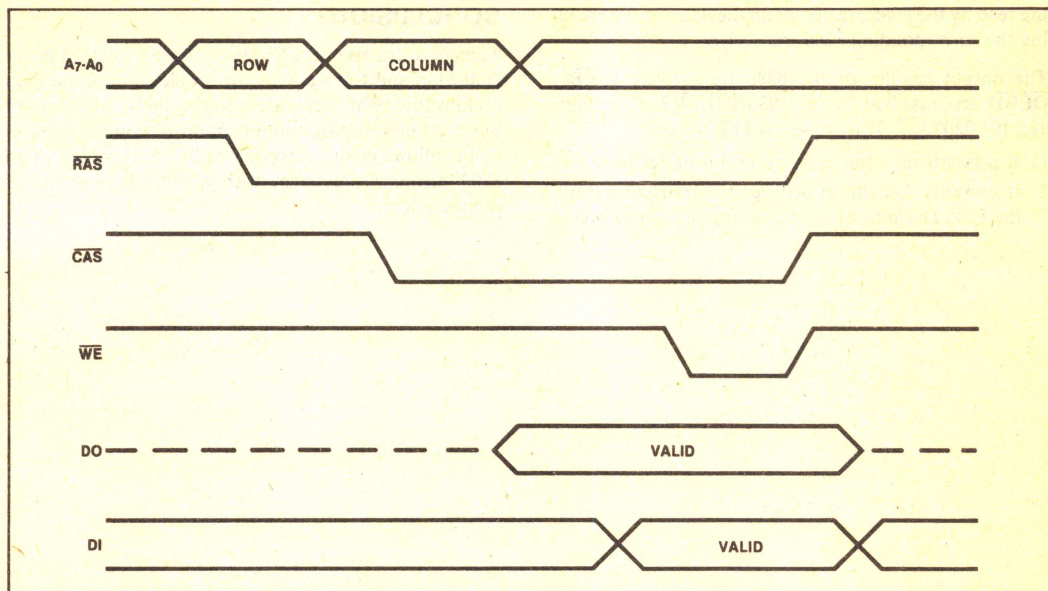 A7-A0
ROW
COLUMN
RAS
CAS
WE
DO
VALID
DI
VALID